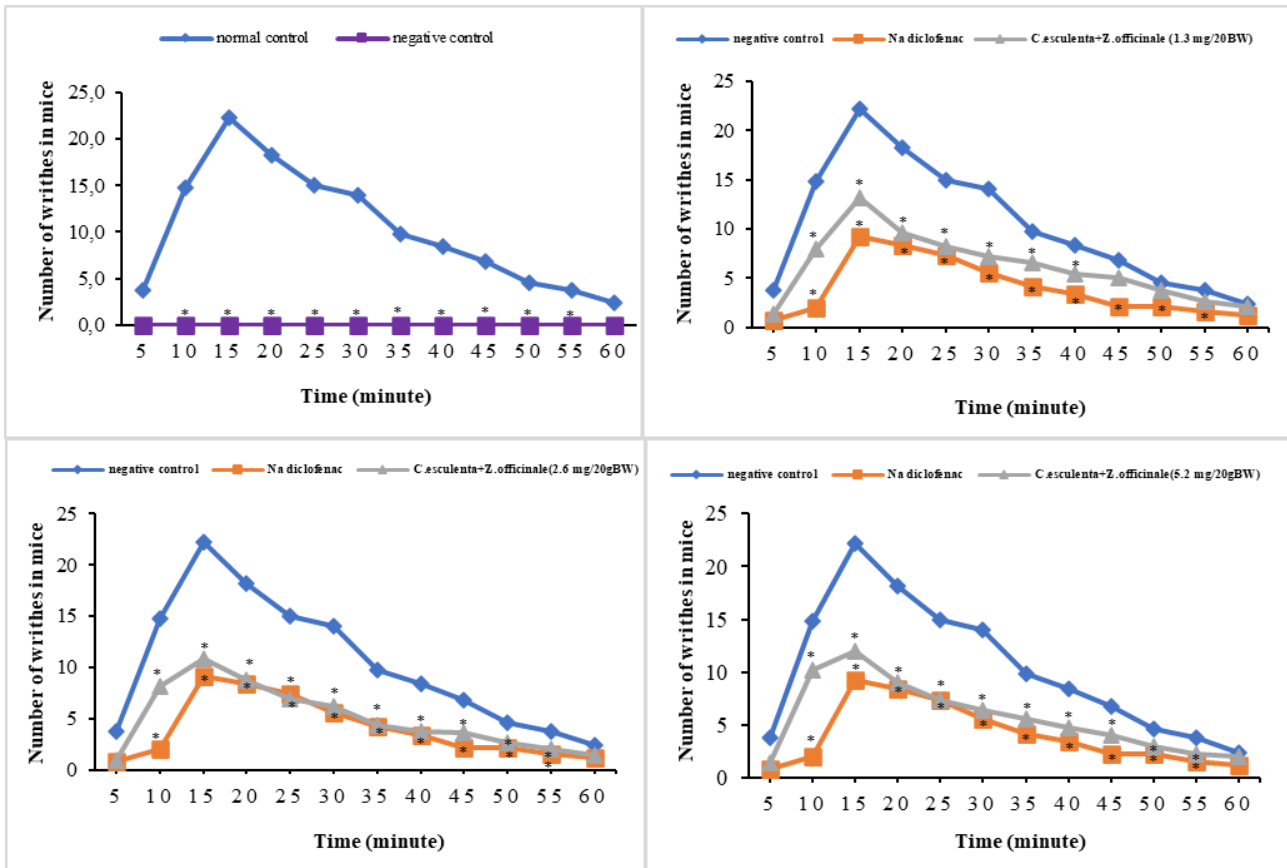 normal control negative control
Number of writhes in mice
25,0
20,0
15,0
10,0
5,0
0,0
* * * * * * * * * *
5 10 15 20 25 30 35 40 45 50 55 60
Time (minute)
negative control Na diclofenac C.esculenta+Z.officinale (1.3 mg/20BW)
Number of writhes in mice
25
20
15
10
5
0
* * * * * * *
* * * * * * * * * *
5 10 15 20 25 30 35 40 45 50 55 60
Time (minute)
negative control Na diclofenac C.esculenta+Z.officinale(2.6 mg/20gBW)
Number of writhes in mice
25
20
15
10
5
0
* * * * * * * * * *
* * * * * * * * * *
5 10 15 20 25 30 35 40 45 50 55 60
Time (minute)
negative control Na diclofenac C.esculenta+Z.officinale(5.2 mg/20gBW)
Number of writhes in mice
25
20
15
10
5
0
* * * * * * * * * *
* * * * * * * * * *
5 10 15 20 25 30 35 40 45 50 55 60
Time (minute)